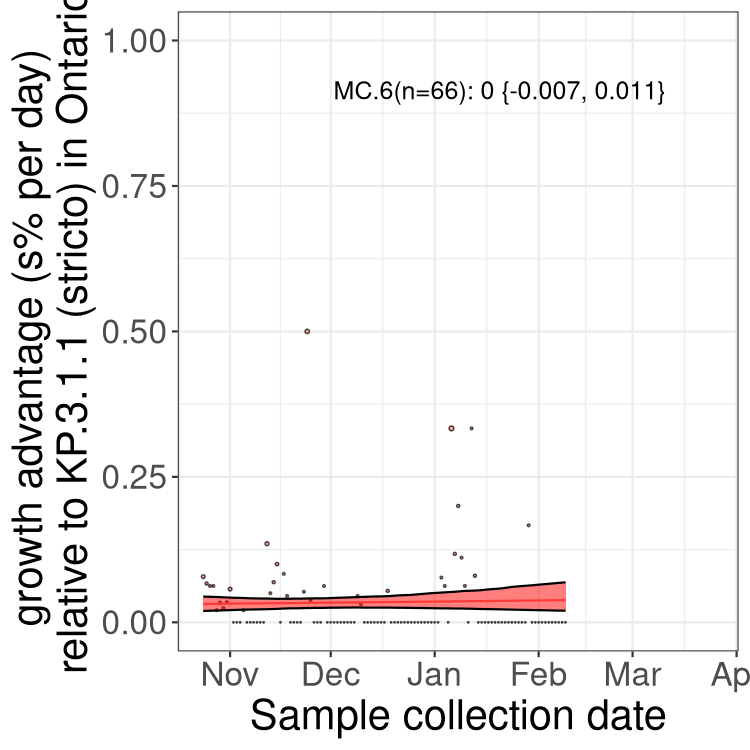 growth advantage (s% per day)
relative to KP.3.1.1 (stricto) in Ontario
1.00
0.75
0.50
0.25
0.00
MC.6(n=66): 0 {-0.007, 0.011}
Nov Dec Jan Feb Mar Ap
Sample collection date